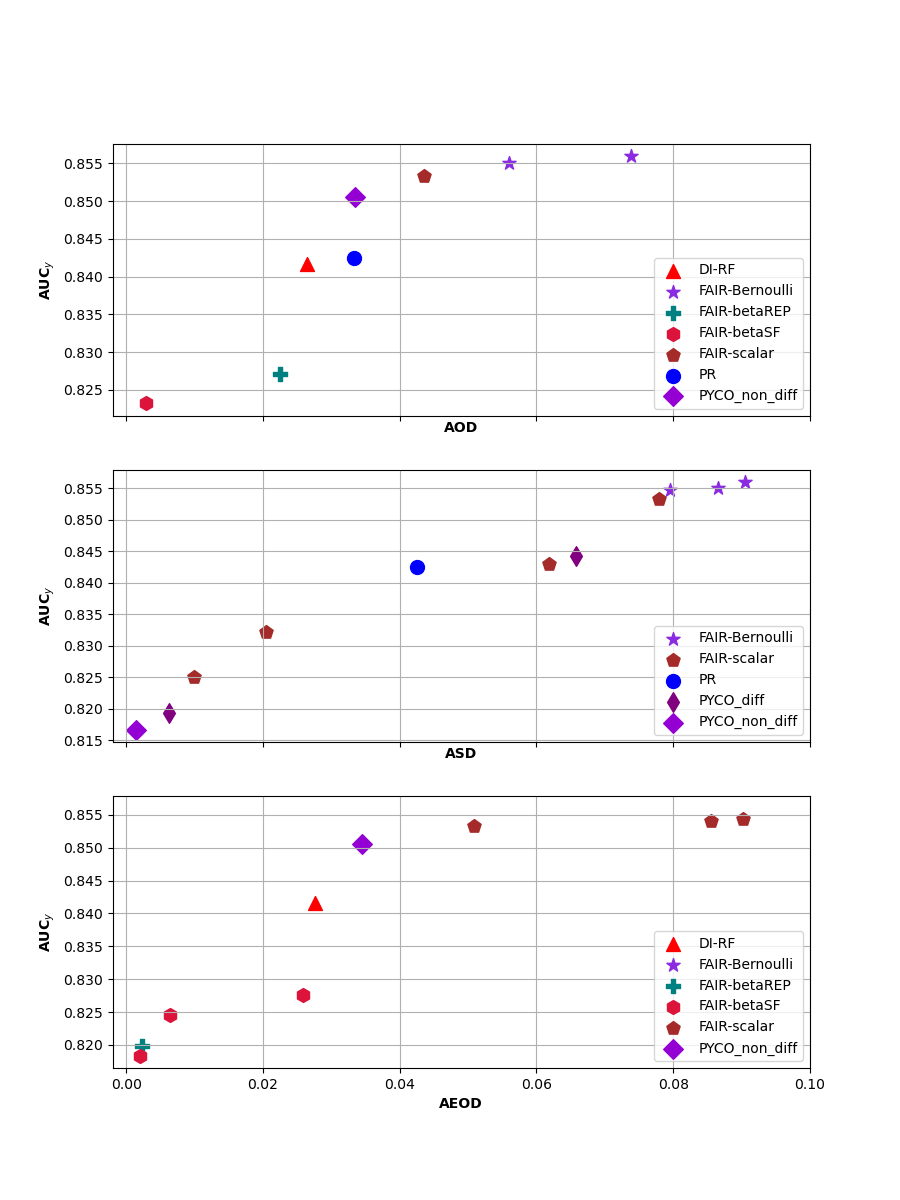 0.855
0.850
0.845
0.840
0.835
0.830
0.825
AUCy
DI-RF
FAIR-Bernoulli
FAIR-betaREP
FAIR-betaSF
FAIR-scalar
PR
PYCO_non_diff
AOD
0.855
0.850
0.845
0.840
0.835
0.830
0.825
0.820
0.815
AUCy
FAIR-Bernoulli
FAIR-scalar
PR
PYCO_diff
PYCO_non_diff
ASD
0.855
0.850
0.845
0.840
0.835
0.830
0.825
0.820
AUCy
DI-RF
FAIR-Bernoulli
FAIR-betaREP
FAIR-betaSF
FAIR-scalar
PYCO_non_diff
0.00 0.02 0.04 0.06 0.08 0.10
AEOD